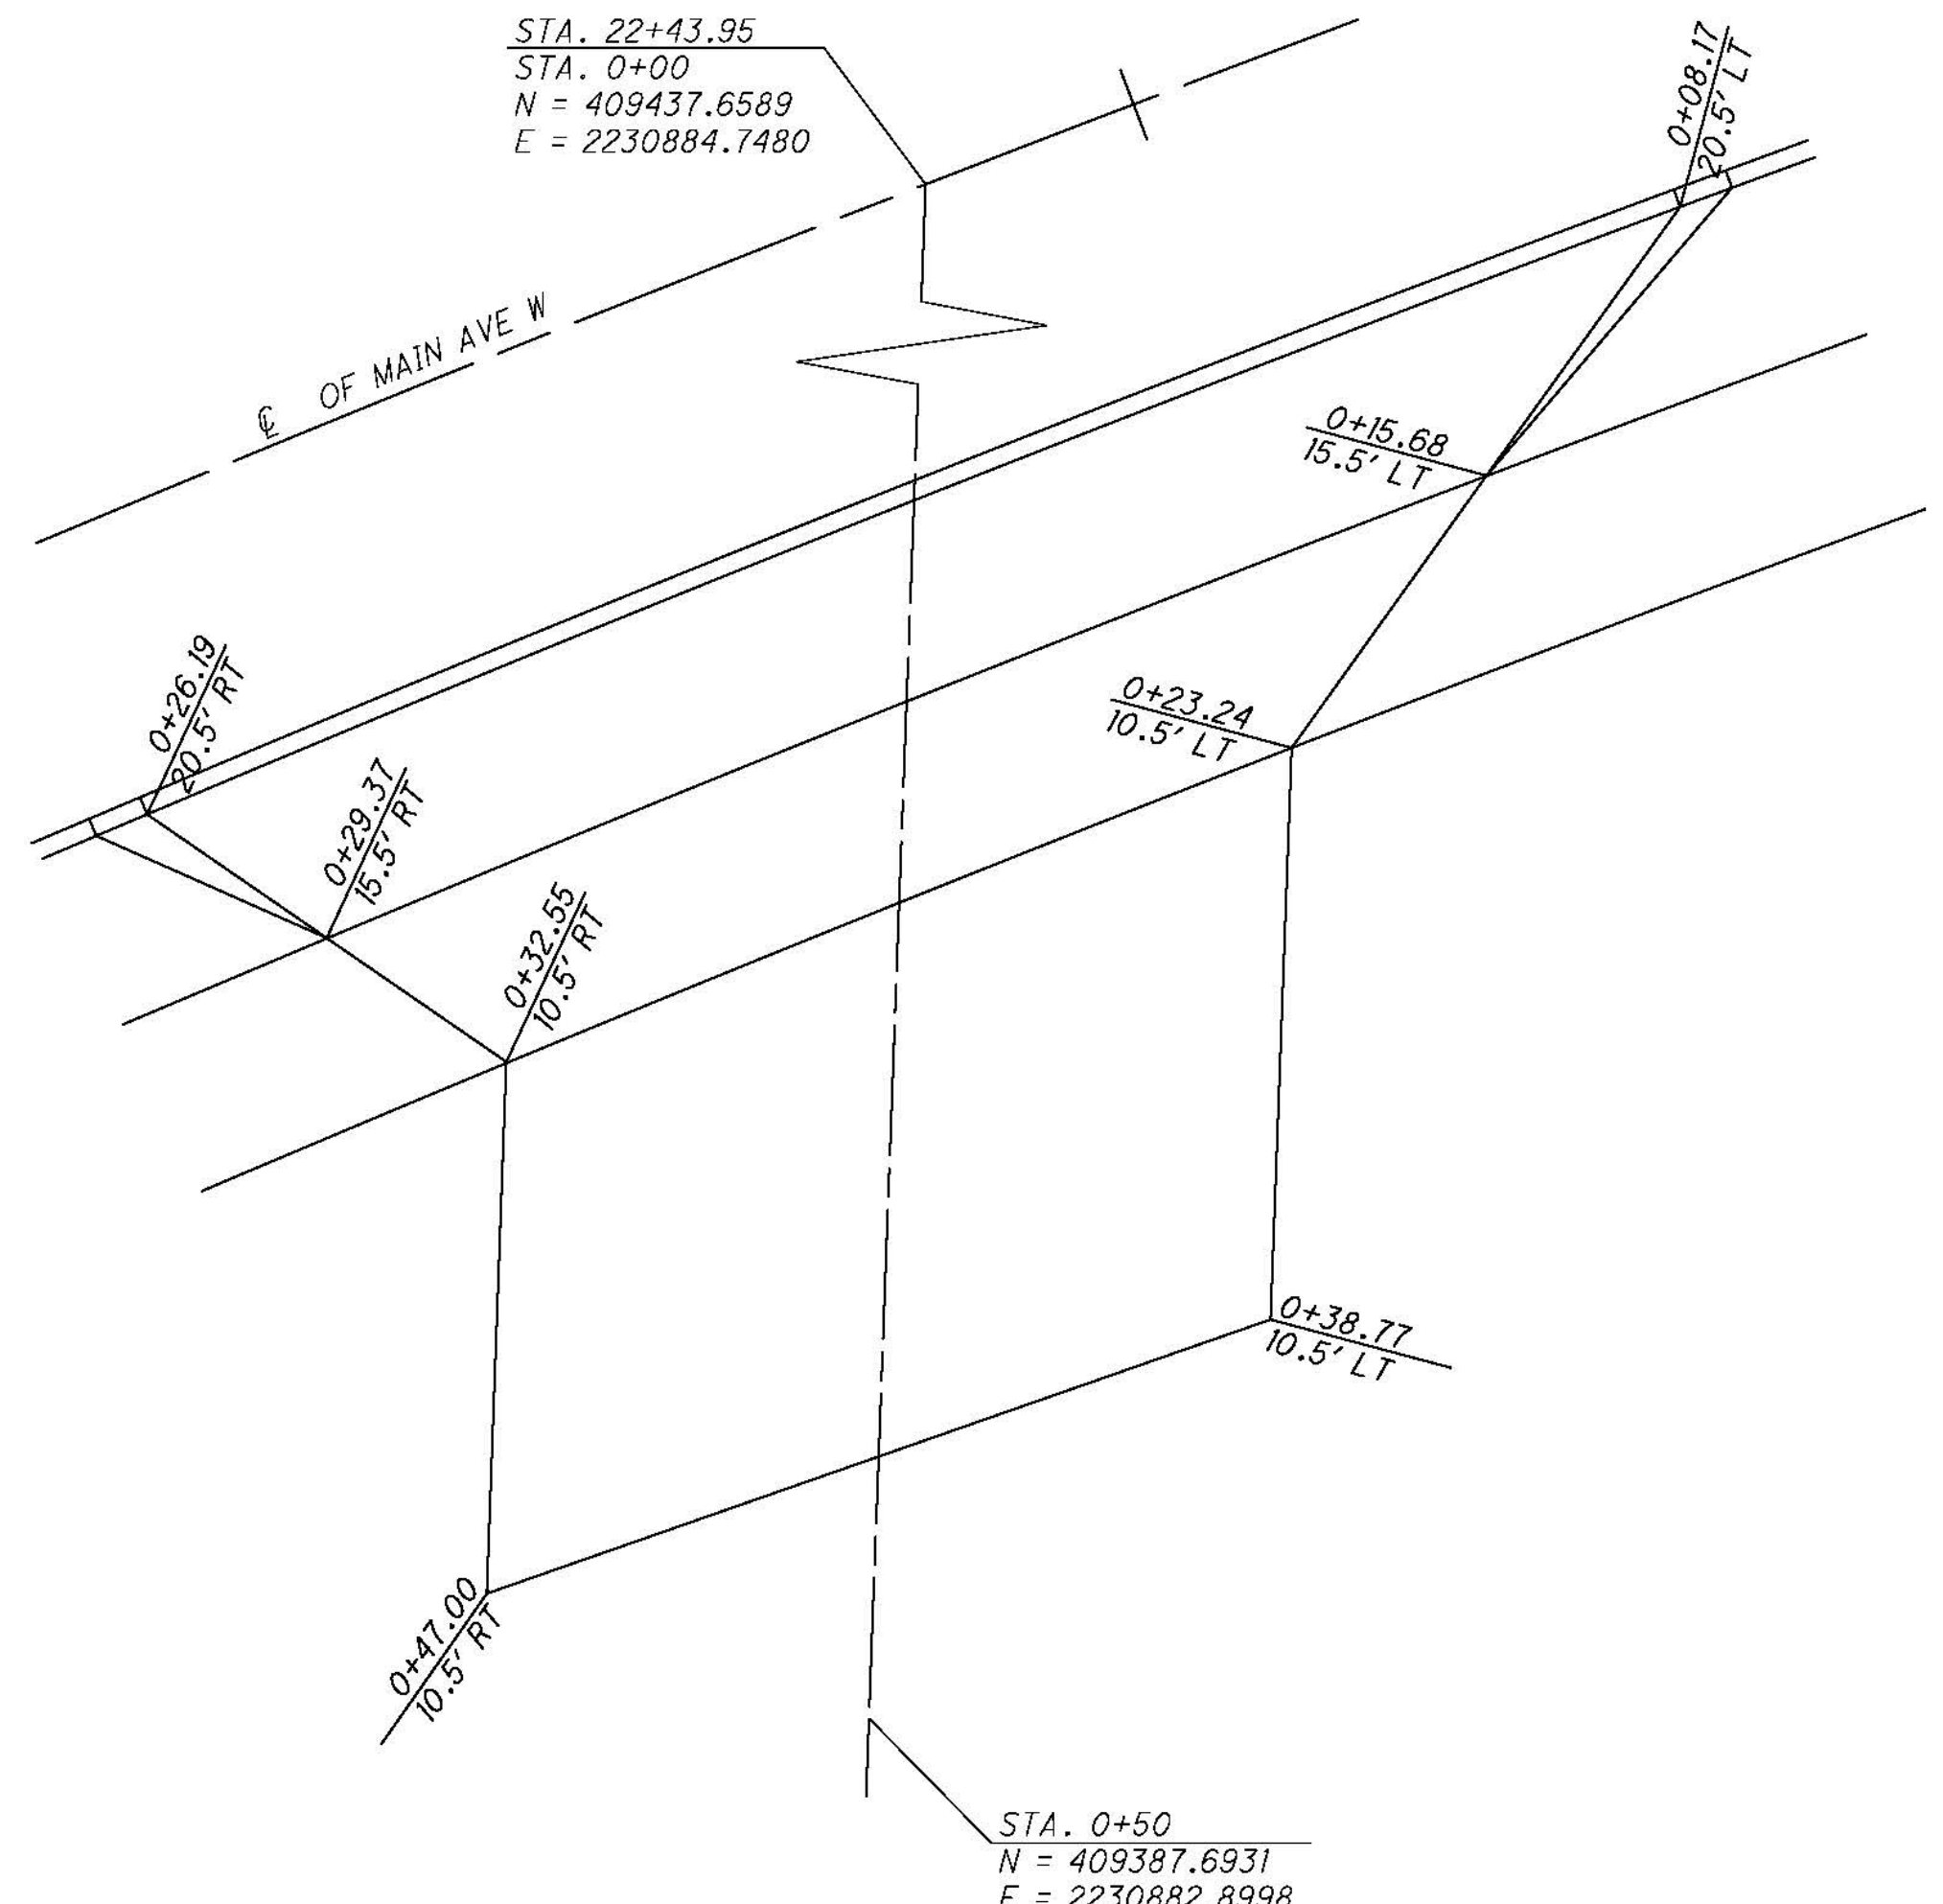 STA. 22+43.95
STA. 0+00
N = 409437.6589
E = 2230884.7480
0+08.17
20.5' LT
℄ OF MAIN AVE W
0+15.68
15.5' LT
0+26.19
20.5' RT
0+23.24
10.5' LT
0+29.37
15.5' RT
0+32.55
10.5' RT
0+38.77
10.5' LT
0+47.00
10.5' RT
STA. 0+50
N = 409387.6931
E = 2230882.8998